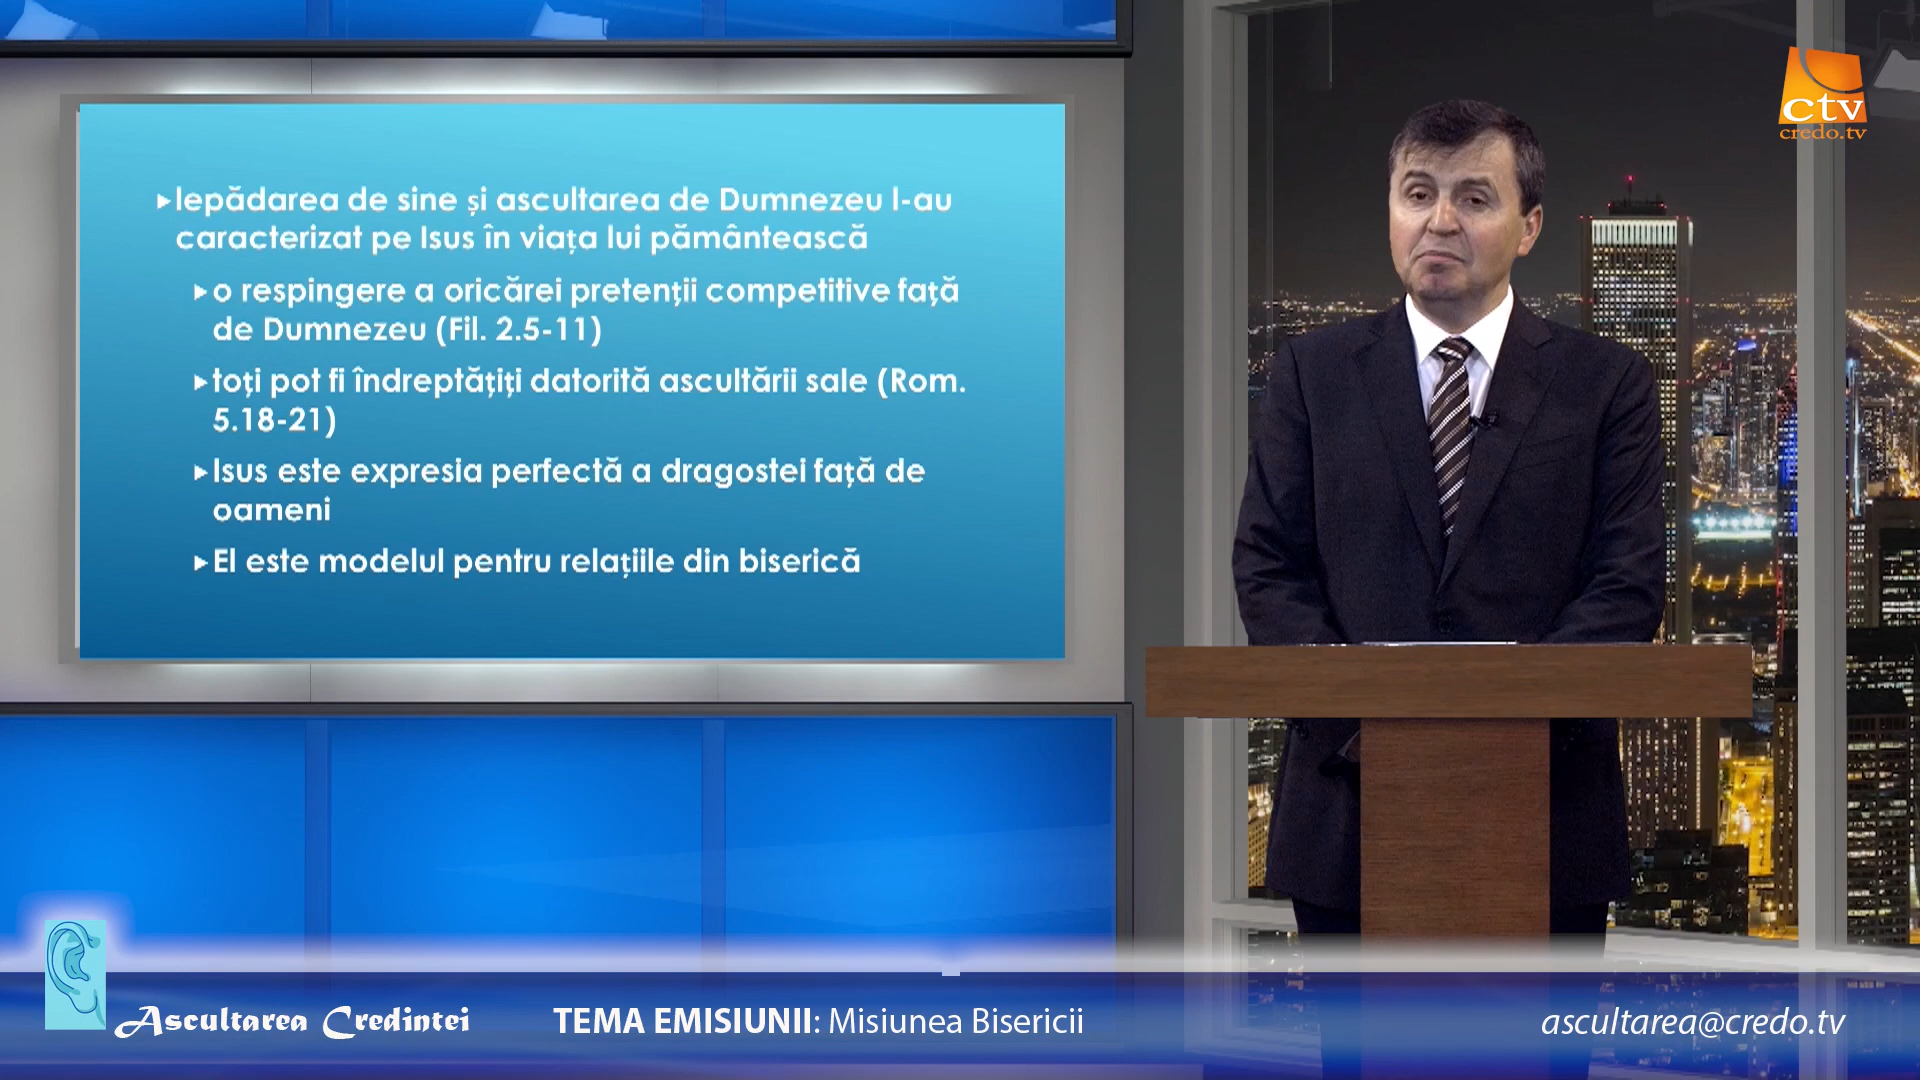 lepădarea de sine și ascultarea de Dumnezeu l-au
caracterizat pe Isus în viața lui pământească
o respingere a oricărei pretenții competitive față
de Dumnezeu (Fil. 2.5-11)
toți pot fi îndreptățiți datorită ascultării sale (Rom.
5.18-21)
Isus este expresia perfectă a dragostei față de
oameni
El este modelul pentru relațiile din biserică
ctv
credo.tv
Ascultarea Credintei
TEMA EMISIUNII: Misiunea Bisericii
ascultarea@credo.tv